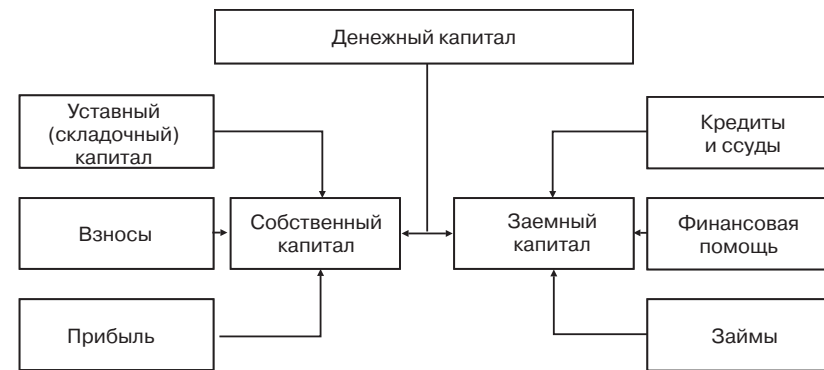 Денежный капитал
Уставный
(складочный)
капитал
Кредиты
и ссуды
Взносы
Собственный
капитал
Заемный
капитал
Финансовая
помощь
Прибыль
Займы